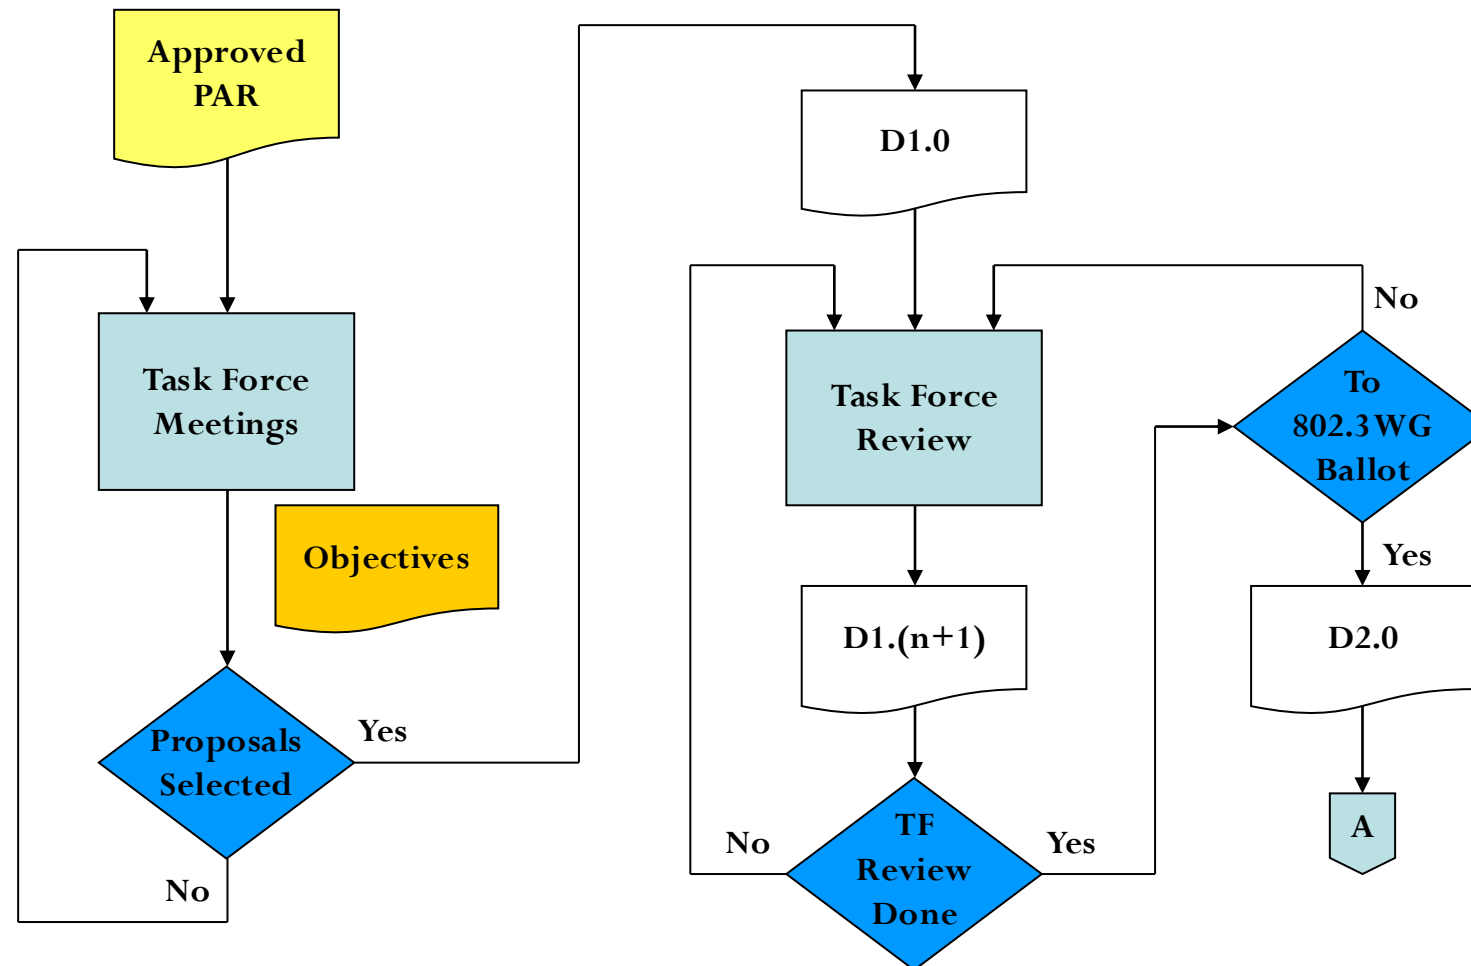 Approved
PAR
Task Force
Meetings
Objectives
Proposals
Selected
Yes
No
D1.0
Task Force
Review
D1.(n+1)
TF
Review
Done
No
Yes
To
802.3WG
Ballot
No
Yes
D2.0
A